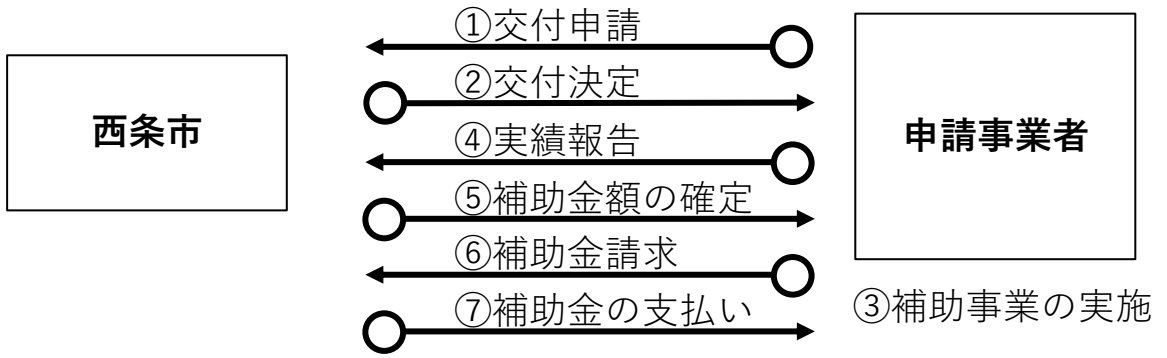 ①交付申請
②交付決定
西条市
申請事業者
④実績報告
⑤補助金額の確定
⑥補助金請求
⑦補助金の支払い
③補助事業の実施